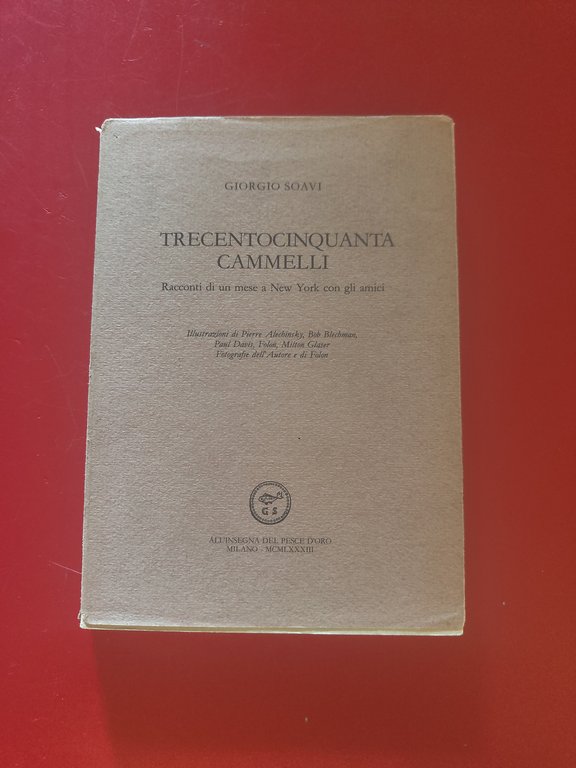 GIORGIO SOAVI
TRECENTOCINQUANTA
CAMMELLI
Racconti di un mese a New York con gli amici
Illustrazioni di Pierre Alechinsky, Bob Blechman,
Paul Davis, Folon, Milton Glaser
Fotografie dell'Autore e di Folon
G S
ALL'INSEGNA DEL PESCE D'ORO
MILANO - MCMLXXXIII